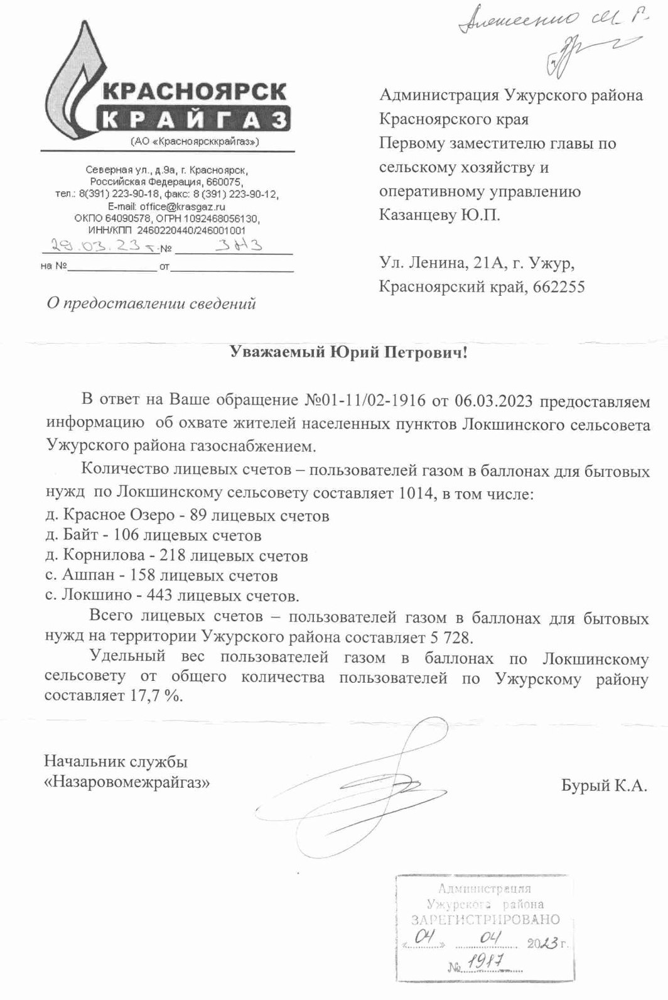 Алешенко М. Г.
КРАСНОЯРСК
КРАЙГАЗ
(АО «Красноярсккрайгаз»)
Северная ул., д.9а, г. Красноярск,
Российская Федерация, 660075,
тел.: 8(391) 223-90-18, факс: 8 (391) 223-90-12,
E-mail: office@krasgaz.ru
ОКПО 64090578, ОГРН 1092468056130,
ИНН/КПП 2460220440/246001001
29.03.23 г. №
на № от
О предоставлении сведений
Администрация Ужурского района
Красноярского края
Первому заместителю главы по
сельскому хозяйству и
оперативному управлению
Казанцеву Ю.П.
Ул. Ленина, 21А, г. Ужур,
Красноярский край, 662255
Уважаемый Юрий Петрович!
В ответ на Ваше обращение №01-11/02-1916 от 06.03.2023 предоставляем
информацию об охвате жителей населенных пунктов Локшинского сельсовета
Ужурского района газоснабжением.
Количество лицевых счетов – пользователей газом в баллонах для бытовых
нужд по Локшинскому сельсовету составляет 1014, в том числе:
д. Красное Озеро - 89 лицевых счетов
д. Байт - 106 лицевых счетов
д. Корнилова - 218 лицевых счетов
с. Ашпан - 158 лицевых счетов
с. Локшино - 443 лицевых счетов.
Всего лицевых счетов – пользователей газом в баллонах для бытовых
нужд на территории Ужурского района составляет 5 728.
Удельный вес пользователей газом в баллонах по Локшинскому
сельсовету от общего количества пользователей по Ужурскому району
составляет 17,7 %.
Начальник службы
«Назаровомежрайгаз»
Бурый К.А.
Администрация
Ужурского района
ЗАРЕГИСТРИРОВАНО
«04» 04 2023 г.
№ 1917